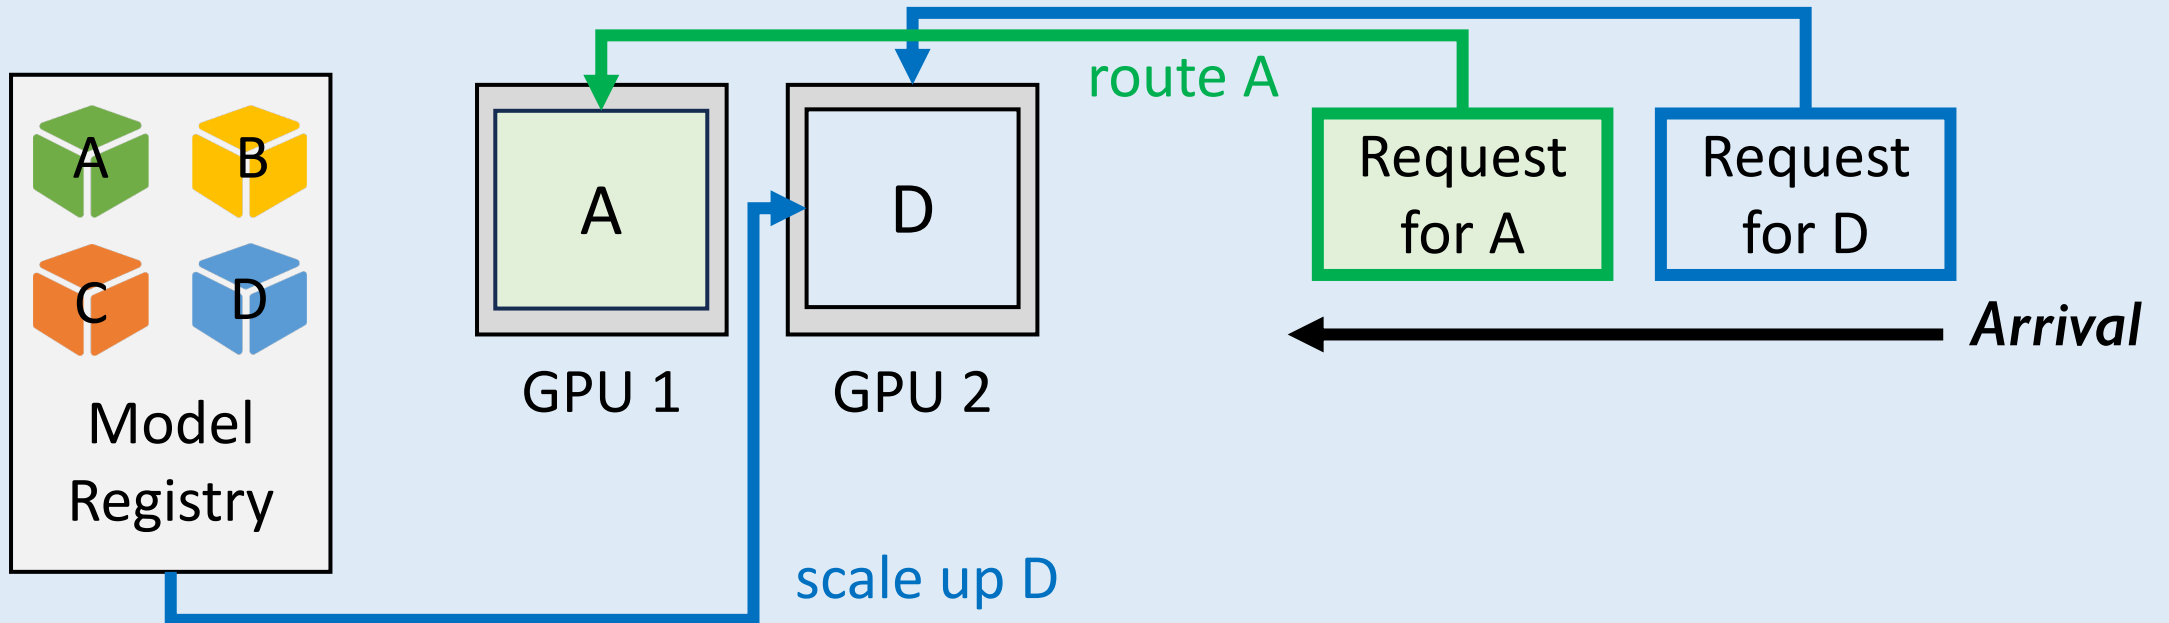 A
B
C
D
Model
Registry
A
GPU 1
D
GPU 2
route A
scale up D
Request
for A
Request
for D
Arrival